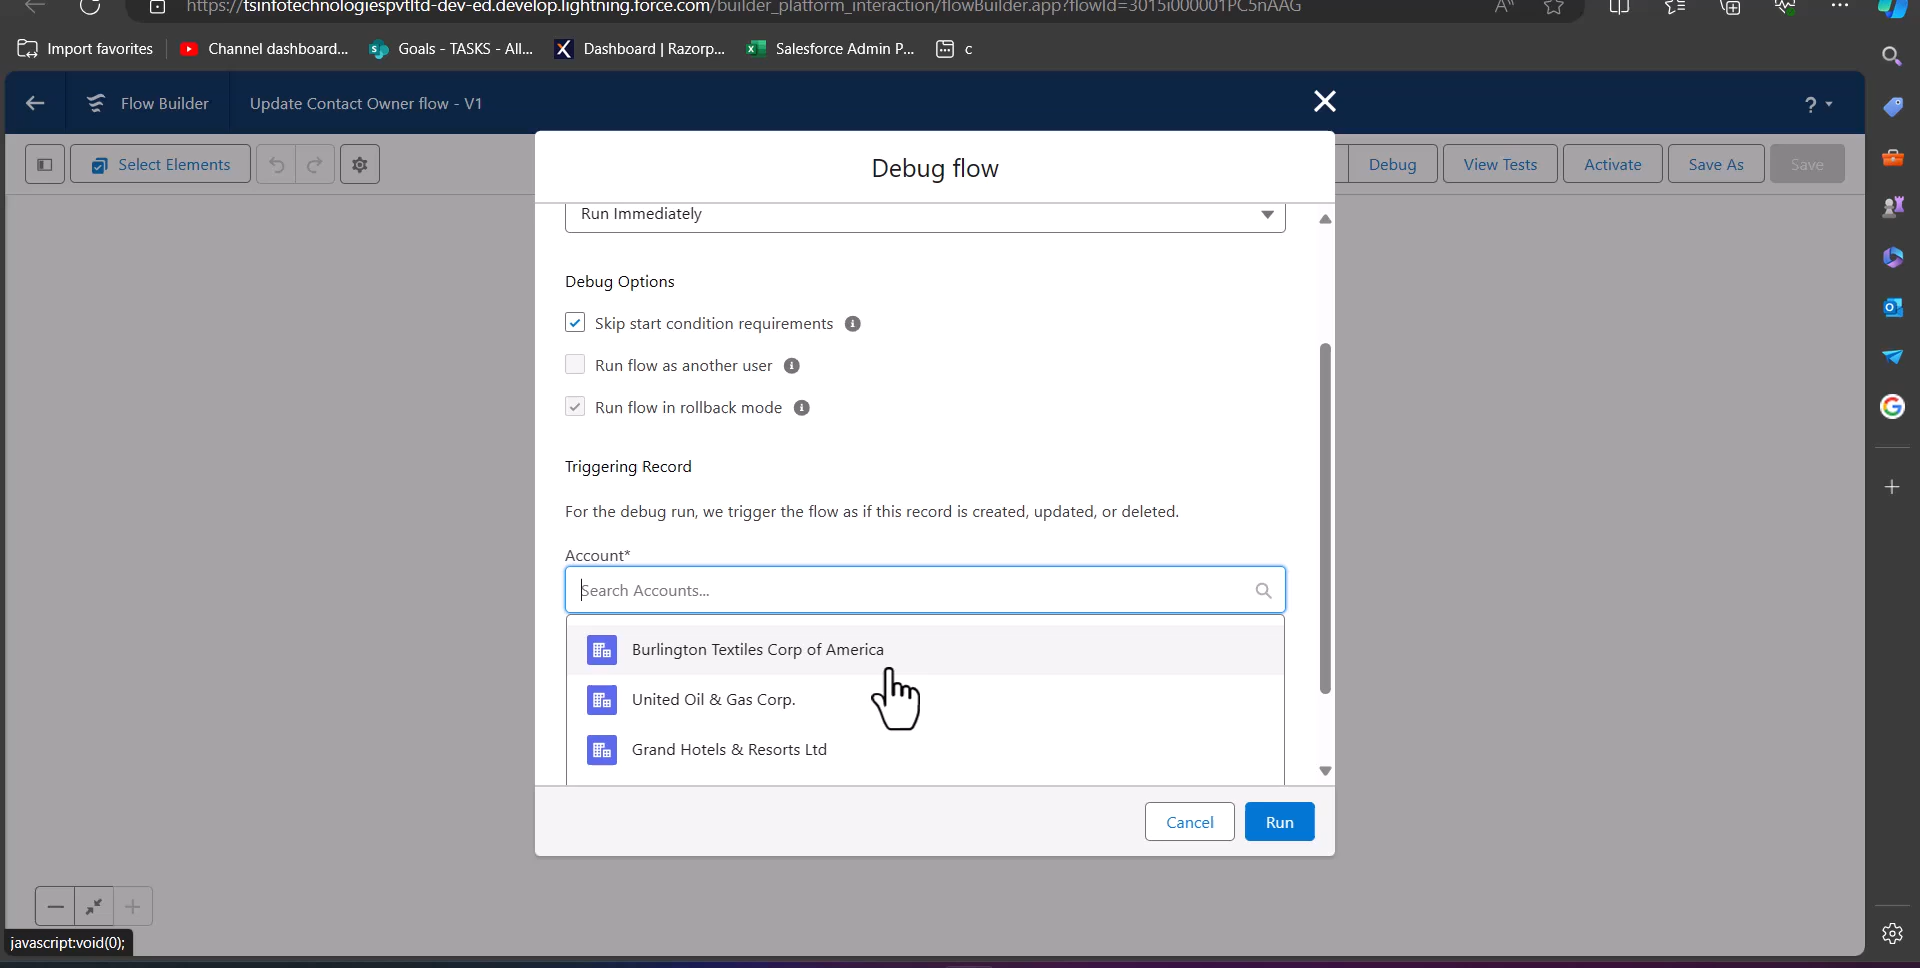 https://tsinfotechnologiespvtltd-dev-ed.develop.lightning.force.com/builder_platform_interaction/flowBuilder.app?flowId=3015i000001PC5nAAG
Import favorites
Channel dashboard...
Goals - TASKS - All...
Dashboard | Razorp...
Salesforce Admin P...
c
Flow Builder
Update Contact Owner flow - V1
?
Select Elements
Debug
View Tests
Activate
Save As
Save
Debug flow
Run Immediately
Debug Options
Skip start condition requirements
Run flow as another user
Run flow in rollback mode
Triggering Record
For the debug run, we trigger the flow as if this record is created, updated, or deleted.
Account*
Search Accounts...
Burlington Textiles Corp of America
United Oil & Gas Corp.
Grand Hotels & Resorts Ltd
Cancel
Run
javascript:void(0);